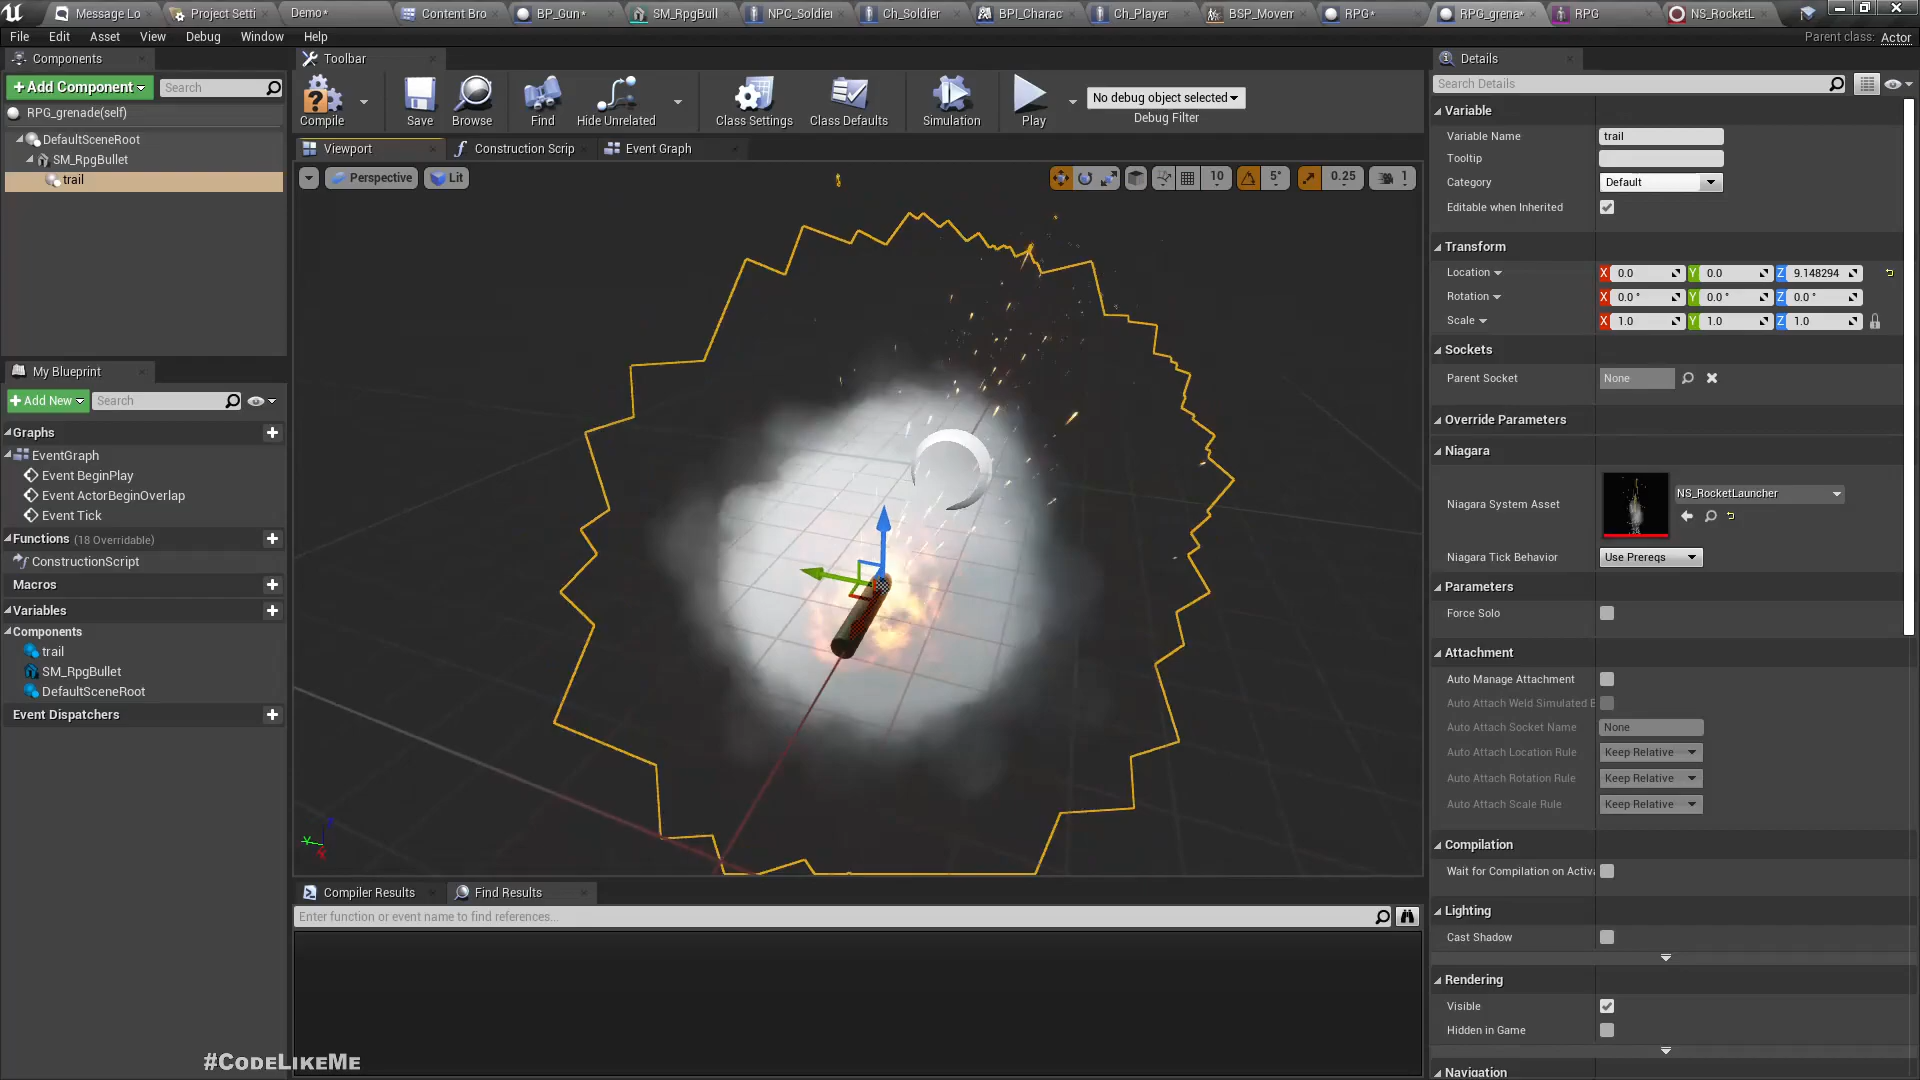 Message Lo
Project Setti
Demo*
Content Bro
BP_Gun*
SM_RpgBull
NPC_Soldier
Ch_Soldier
BPI_Charac
Ch_Player
BSP_Movem
RPG*
RPG_grena*
RPG
NS_RocketL
File Edit Asset View Debug Window Help
Parent class: Actor
Components
+Add Component
Search
RPG_grenade(self)
DefaultSceneRoot
SM_RpgBullet
trail
My Blueprint
+Add New
Search
Graphs
EventGraph
Event BeginPlay
Event ActorBeginOverlap
Event Tick
Functions (18 Overridable)
ConstructionScript
Macros
Variables
Components
trail
SM_RpgBullet
DefaultSceneRoot
Event Dispatchers
Toolbar
Compile
Save
Browse
Find
Hide Unrelated
Class Settings
Class Defaults
Simulation
Play
No debug object selected
Debug Filter
Viewport
Construction Scrip
Event Graph
Perspective
Lit
10
5°
0.25
1
Compiler Results
Find Results
Enter function or event name to find references...
#CodeLikeMe
Details
Search Details
Variable
Variable Name trail
Tooltip
Category Default
Editable when Inherited
Transform
Location X 0.0 Y 0.0 Z 9.148294
Rotation X 0.0 ° Y 0.0 ° Z 0.0 °
Scale X 1.0 Y 1.0 Z 1.0
Sockets
Parent Socket None
Override Parameters
Niagara
Niagara System Asset NS_RocketLauncher
Niagara Tick Behavior Use Prereqs
Parameters
Force Solo
Attachment
Auto Manage Attachment
Auto Attach Weld Simulated B
Auto Attach Socket Name None
Auto Attach Location Rule Keep Relative
Auto Attach Rotation Rule Keep Relative
Auto Attach Scale Rule Keep Relative
Compilation
Wait for Compilation on Activa
Lighting
Cast Shadow
Rendering
Visible
Hidden in Game
Navigation